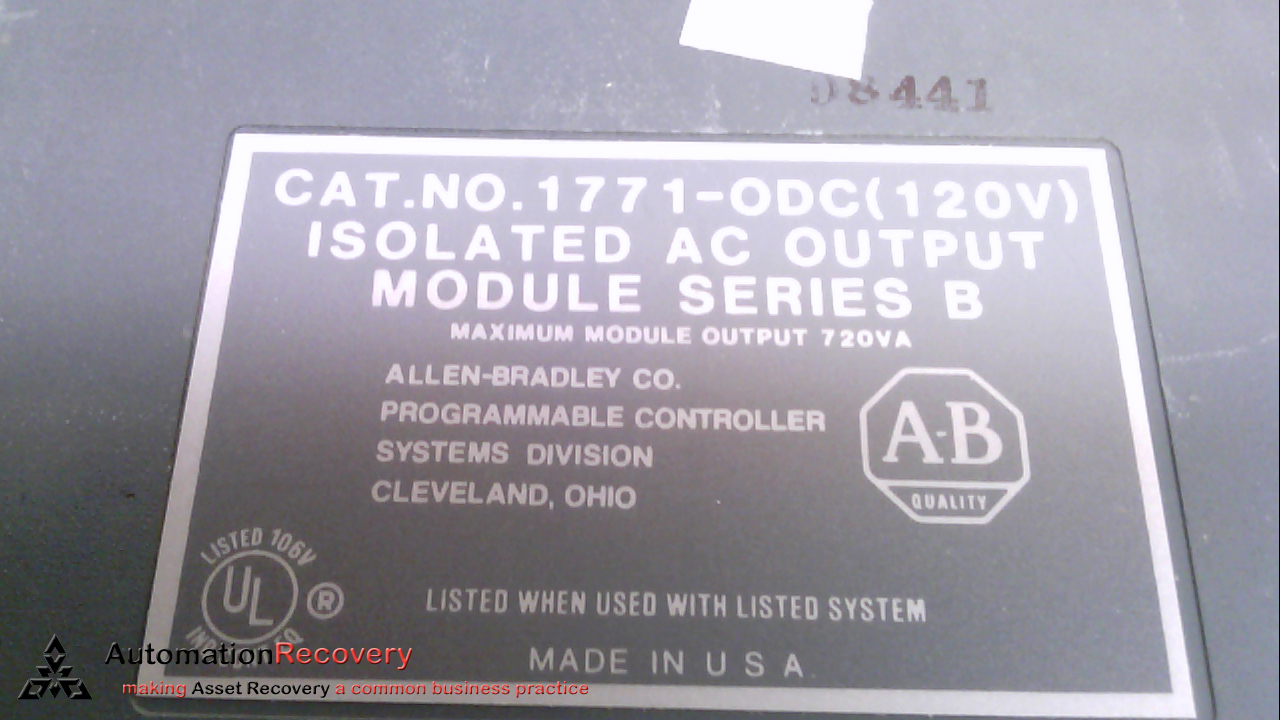 D8441
CAT.NO.1771-ODC(120V)
ISOLATED AC OUTPUT
MODULE SERIES B
MAXIMUM MODULE OUTPUT 720VA
ALLEN-BRADLEY CO.
PROGRAMMABLE CONTROLLER
SYSTEMS DIVISION
CLEVELAND, OHIO
A-B
QUALITY
LISTED 106V
UL ®
LISTED WHEN USED WITH LISTED SYSTEM
MADE IN U S A
AutomationRecovery
making Asset Recovery a common business practice